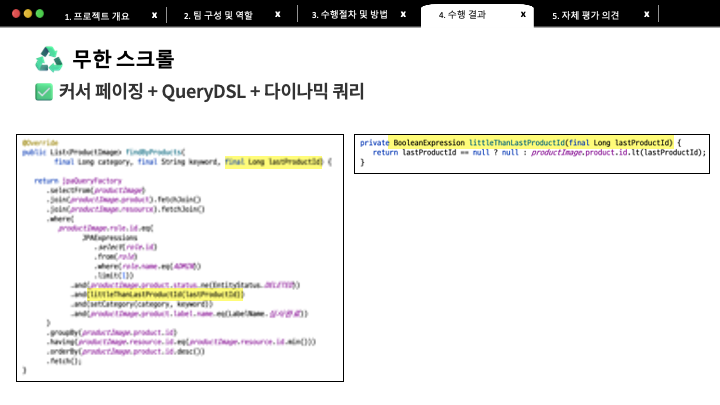 1. 프로젝트 개요 x 2. 팀 구성 및 역할 x 3. 수행절차 및 방법 x 4. 수행 결과 x 5. 자체 평가 의견 x
무한 스크롤
커서 페이징 + QueryDSL + 다이나믹 쿼리
@Override
public List<ProductImage> findByProducts(
final Long category, final String keyword, final Long lastProductId) {
return jpaQueryFactory
.selectFrom(productImage)
.join(productImage.product).fetchJoin()
.join(productImage.resource).fetchJoin()
.where(
productImage.role.id.eq(
JPAExpressions
.select(role.id)
.from(role)
.where(role.name.eq(ADMIN))
.limit(1))
.and(productImage.product.status.ne(EntityStatus.DELETED))
.and(littleThanLastProductId(lastProductId))
.and(setCategory(category, keyword))
.and(productImage.product.label.name.eq(LabelName.심사완료))
)
.groupBy(productImage.product.id)
.having(productImage.resource.id.eq(productImage.resource.id.min()))
.orderBy(productImage.product.id.desc())
.fetch();
}
private BooleanExpression littleThanLastProductId(final Long lastProductId) {
return lastProductId == null ? null : productImage.product.id.lt(lastProductId);
}